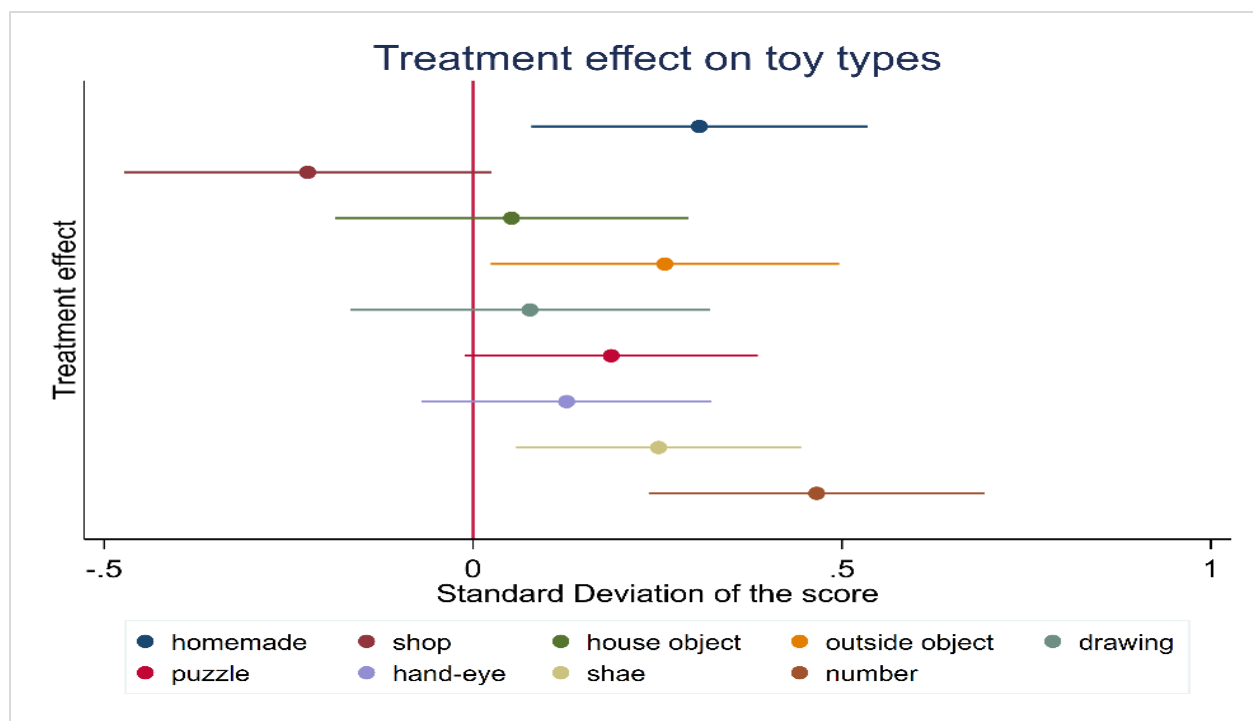 Treatment effect on toy types
Treatment effect
-.5 0 .5 1
Standard Deviation of the score
homemade shop house object outside object drawing
puzzle hand-eye shae number